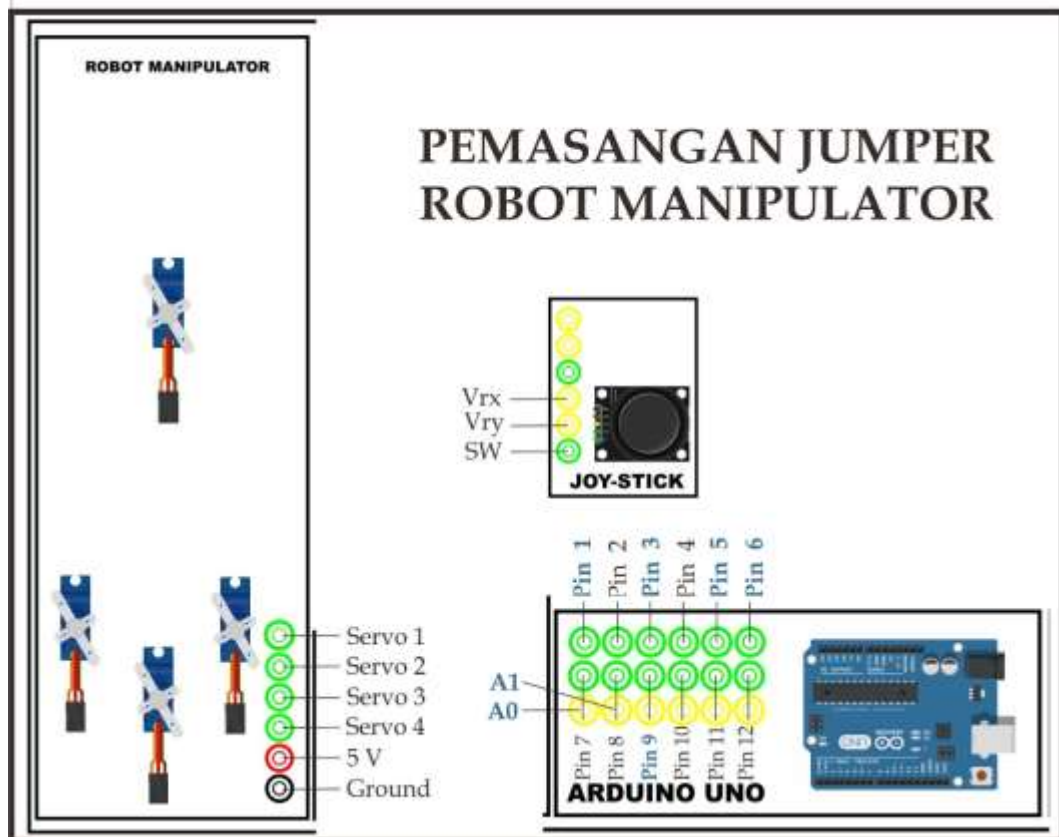 ROBOT MANIPULATOR
PEMASANGAN JUMPER
ROBOT MANIPULATOR
Vrx
Vry
SW
JOY-STICK
Pin 1
Pin 2
Pin 3
Pin 4
Pin 5
Pin 6
Servo 1
Servo 2
Servo 3
Servo 4
5 V
Ground
A1
A0
Pin 7
Pin 8
Pin 9
Pin 10
Pin 11
Pin 12
ARDUINO UNO